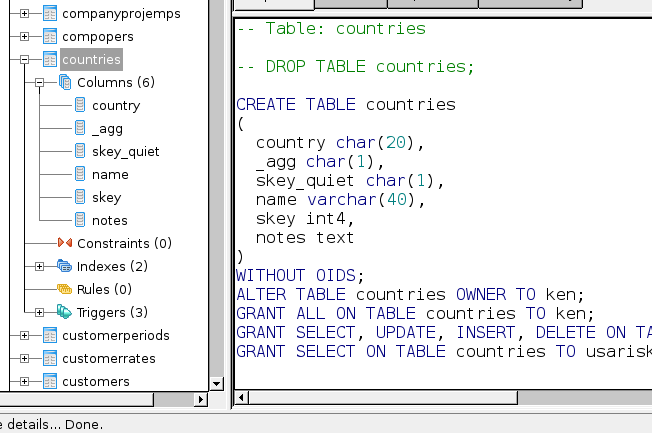 companyprojemps
compopers
countries
Columns (6)
country
_agg
skey_quiet
name
skey
notes
Constraints (0)
Indexes (2)
Rules (0)
Triggers (3)
customerperiods
customerrates
customers
-- Table: countries
-- DROP TABLE countries;
CREATE TABLE countries
(
country char(20),
_agg char(1),
skey_quiet char(1),
name varchar(40),
skey int4,
notes text
)
WITHOUT OIDS;
ALTER TABLE countries OWNER TO ken;
GRANT ALL ON TABLE countries TO ken;
GRANT SELECT, UPDATE, INSERT, DELETE ON TA
GRANT SELECT ON TABLE countries TO usarisk
details... Done.